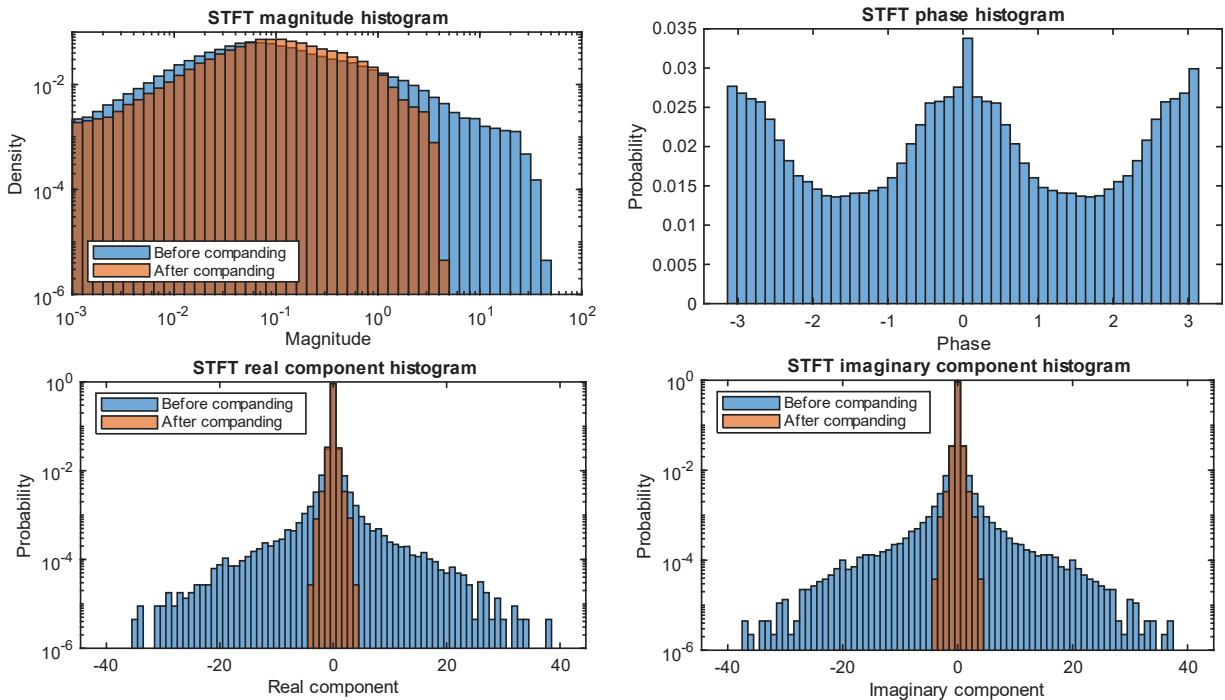 STFT magnitude histogram
Density
10^-2
10^-4
10^-6
Before companding
After companding
10^-3
10^-2
10^-1
10^0
10^1
10^2
Magnitude
STFT phase histogram
Probability
0.035
0.03
0.025
0.02
0.015
0.01
0.005
0
-3
-2
-1
0
1
2
3
Phase
STFT real component histogram
Probability
10^0
10^-2
10^-4
10^-6
Before companding
After companding
-40
-20
0
20
40
Real component
STFT imaginary component histogram
Probability
10^0
10^-2
10^-4
10^-6
Before companding
After companding
-40
-20
0
20
40
Imaginary component